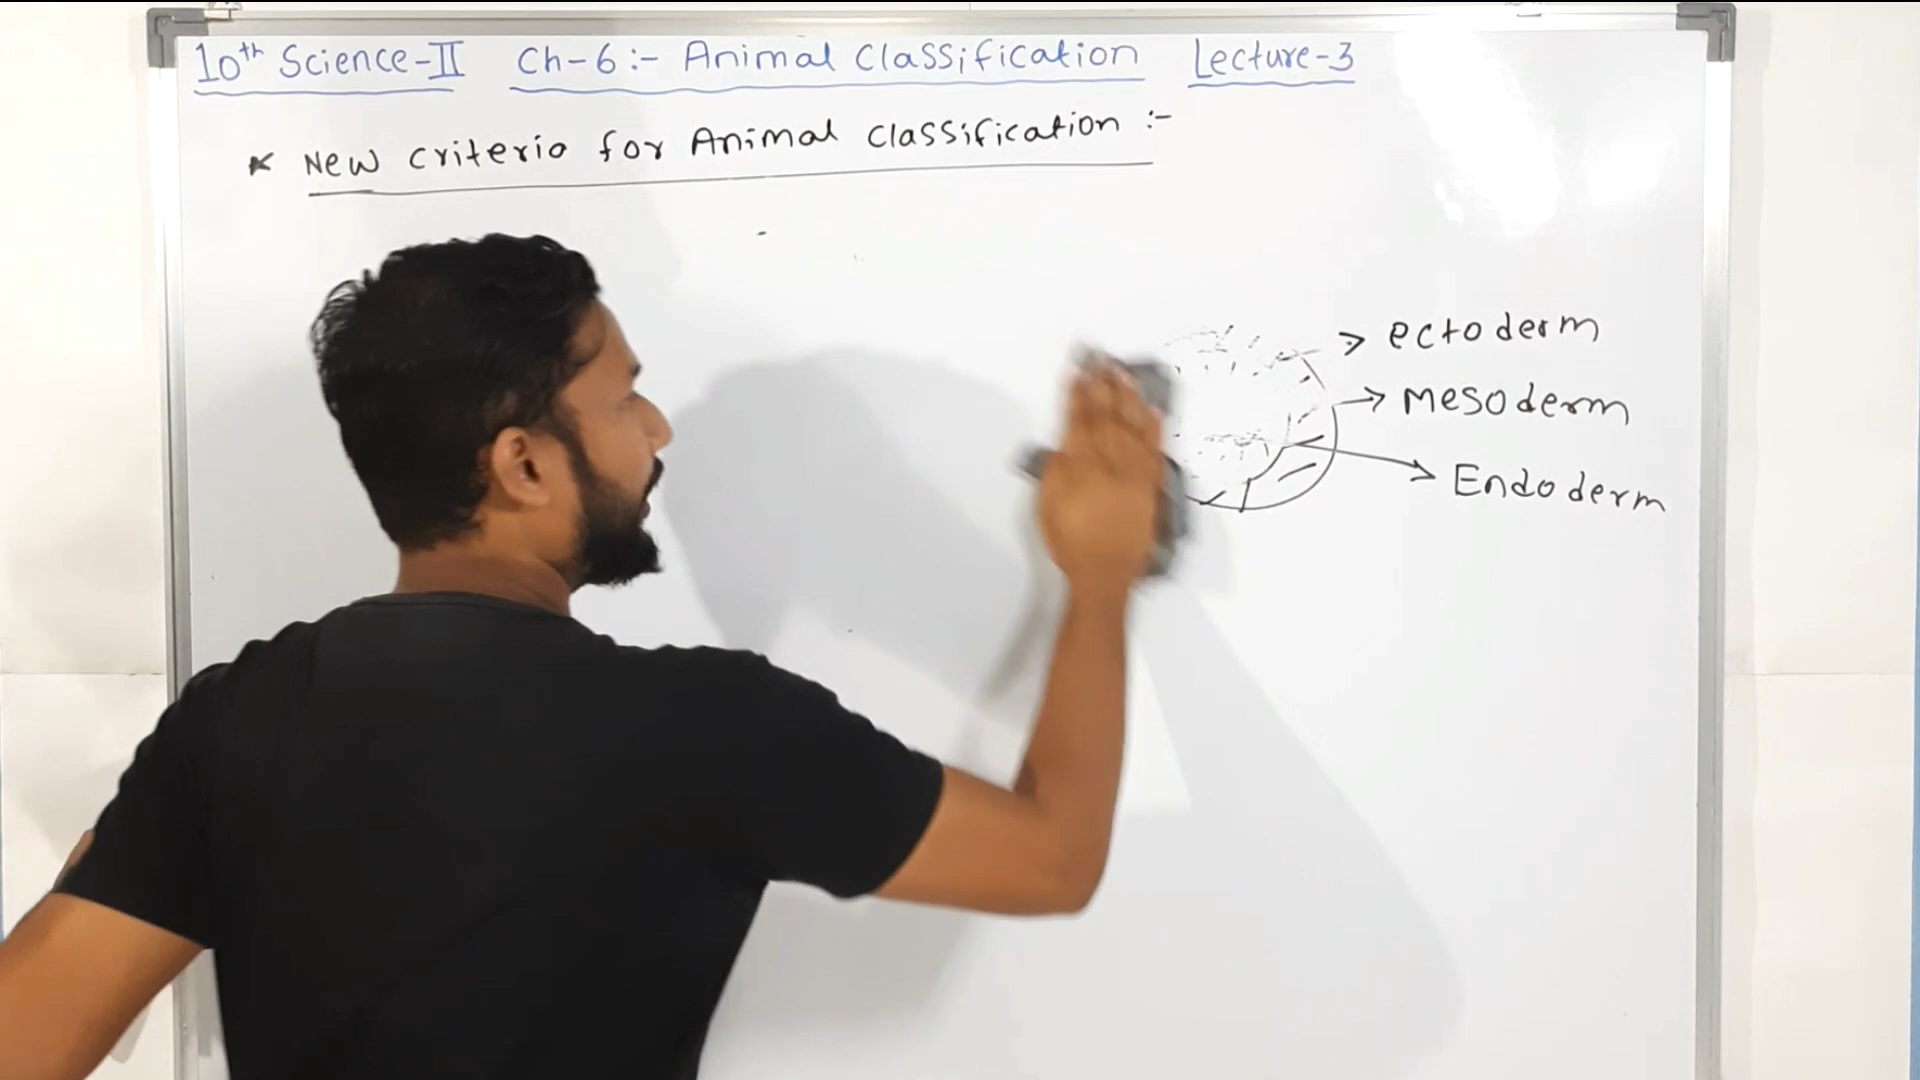 10th Science-II Ch-6:- Animal Classification Lecture-3
* New criteria for Animal classification :-
→ ectoderm
→ Mesoderm
→ Endoderm